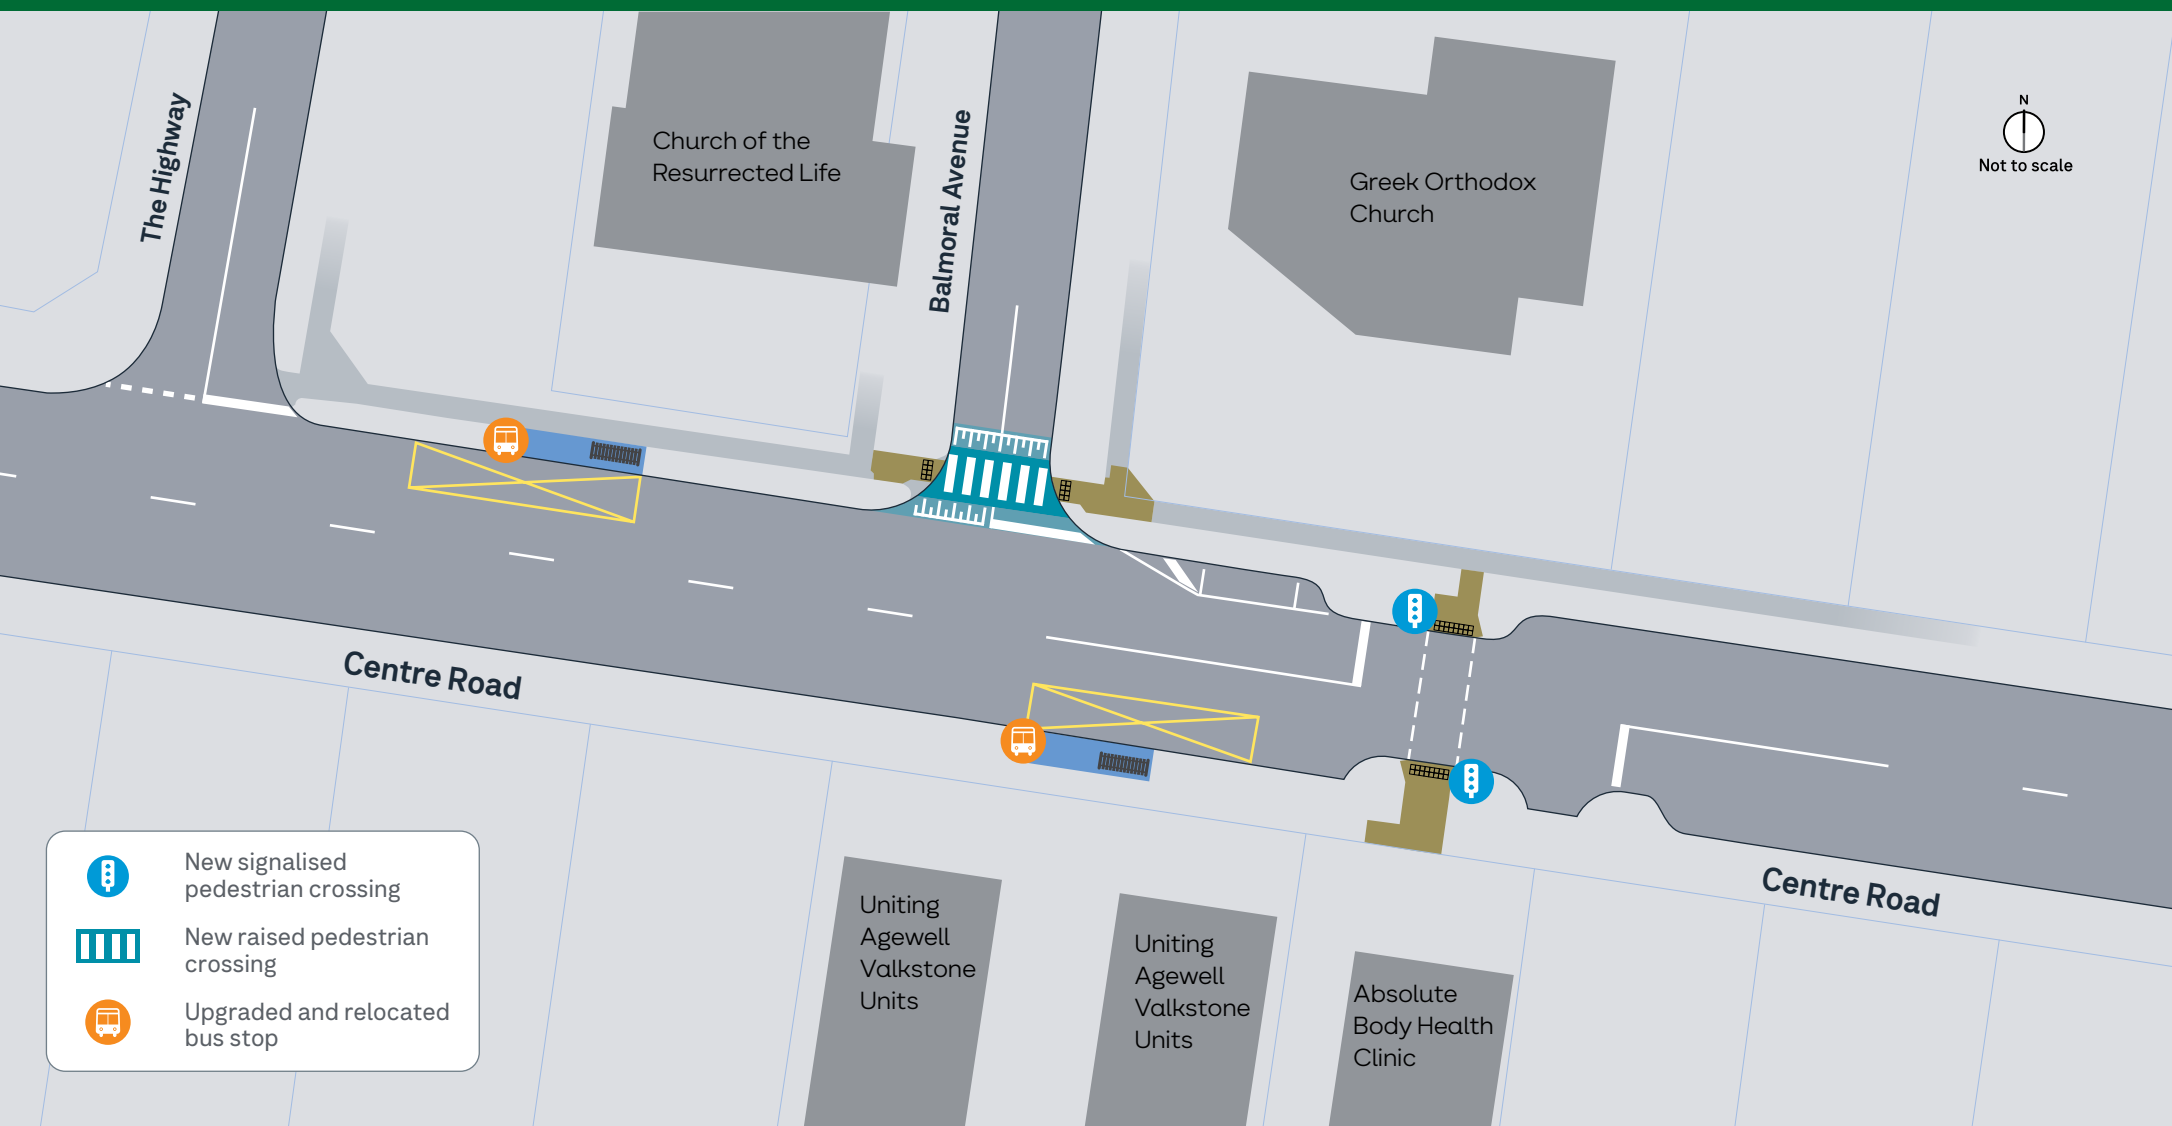 The Highway
Church of the
Resurrected Life
Balmoral Avenue
Greek Orthodox
Church
N
Not to scale
Centre Road
Centre Road
New signalised
pedestrian crossing
New raised pedestrian
crossing
Upgraded and relocated
bus stop
Uniting
Agewell
Valkstone
Units
Uniting
Agewell
Valkstone
Units
Absolute
Body Health
Clinic